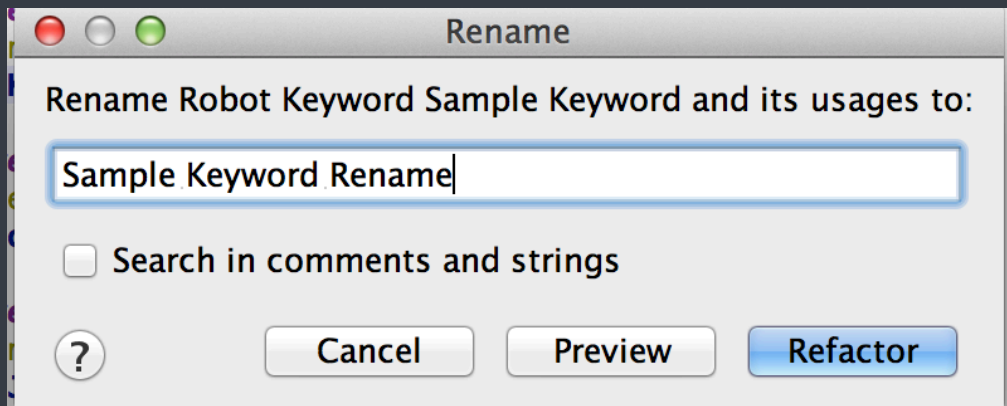 Rename
Rename Robot Keyword Sample Keyword and its usages to:
Sample Keyword Rename
Search in comments and strings
? Cancel Preview Refactor